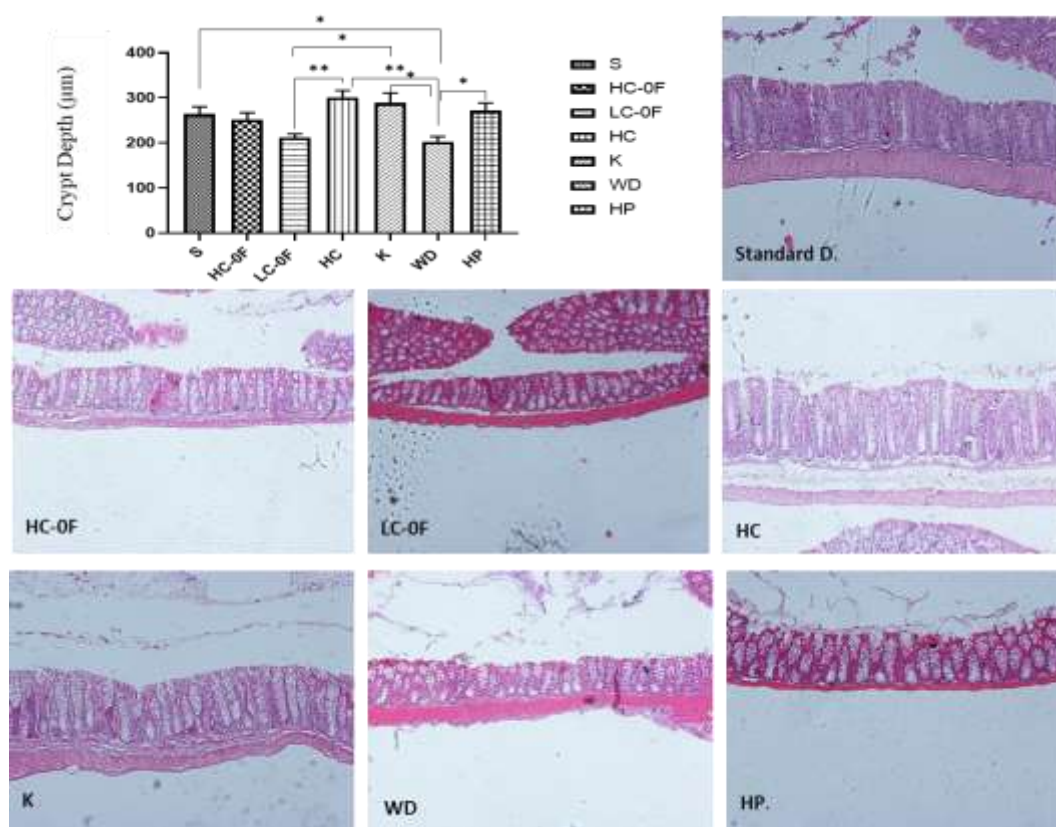 Crypt Depth (µm)
400
300
200
100
0
*
*
**
**
*
*
S
HC-0F
LC-0F
HC
K
WD
HP
S
HC-0F
LC-0F
HC
K
WD
HP
Standard D.
HC-0F
LC-0F
HC
K
WD
HP.